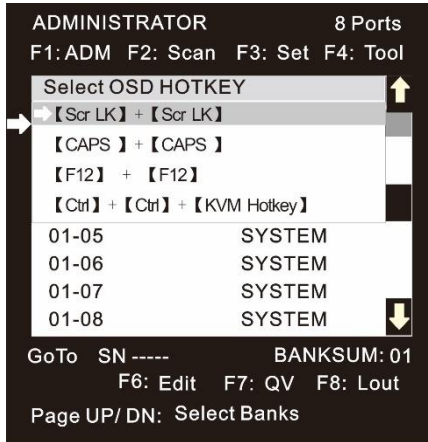 ADMINISTRATOR 8 Ports
F1: ADM F2: Scan F3: Set F4: Tool
Select OSD HOTKEY
【Scr LK】 + 【Scr LK】
【CAPS 】 + 【CAPS 】
【F12】 + 【F12】
【Ctrl】 + 【Ctrl】 + 【KVM Hotkey】
01-05 SYSTEM
01-06 SYSTEM
01-07 SYSTEM
01-08 SYSTEM
GoTo SN ----- BANKSUM: 01
F6: Edit F7: QV F8: Lout
Page UP/ DN: Select Banks